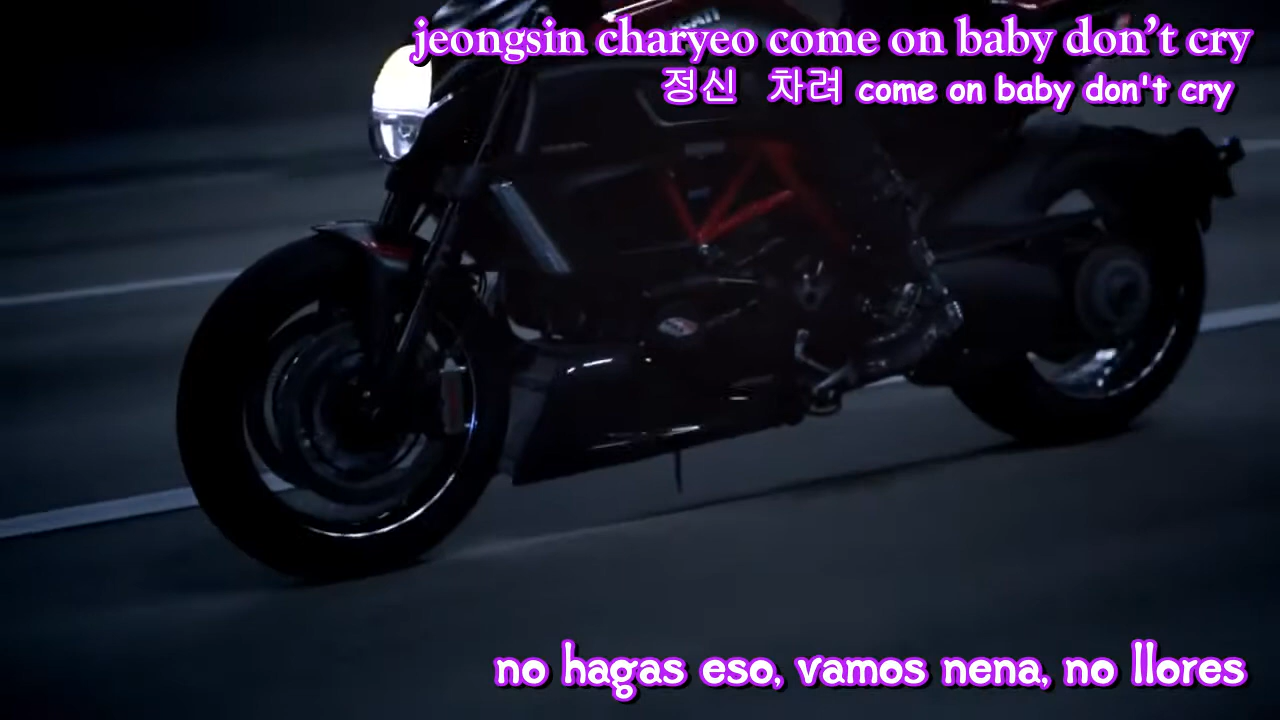 jeongsin charyeo come on baby don’t cry
정신 차려 come on baby don't cry
no hagas eso, vamos nena, no llores